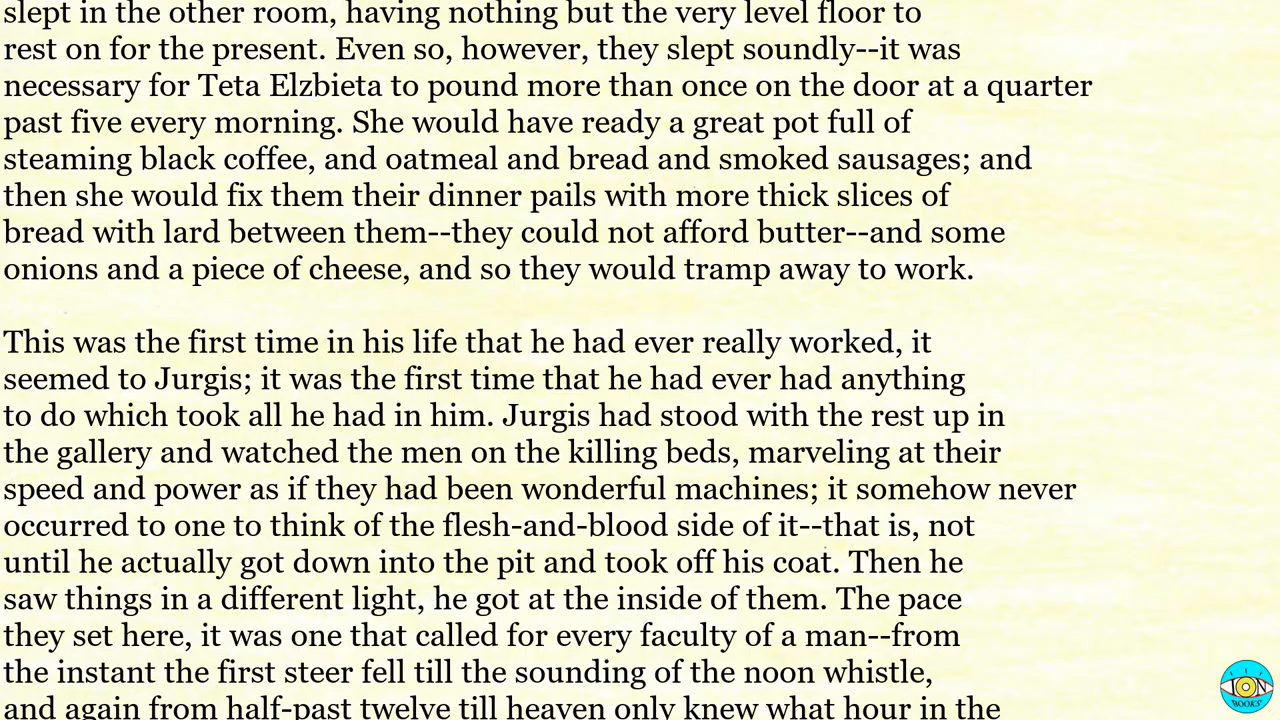 slept in the other room, having nothing but the very level floor to
rest on for the present. Even so, however, they slept soundly--it was
necessary for Teta Elzbieta to pound more than once on the door at a quarter
past five every morning. She would have ready a great pot full of
steaming black coffee, and oatmeal and bread and smoked sausages; and
then she would fix them their dinner pails with more thick slices of
bread with lard between them--they could not afford butter--and some
onions and a piece of cheese, and so they would tramp away to work.
This was the first time in his life that he had ever really worked, it
seemed to Jurgis; it was the first time that he had ever had anything
to do which took all he had in him. Jurgis had stood with the rest up in
the gallery and watched the men on the killing beds, marveling at their
speed and power as if they had been wonderful machines; it somehow never
occurred to one to think of the flesh-and-blood side of it--that is, not
until he actually got down into the pit and took off his coat. Then he
saw things in a different light, he got at the inside of them. The pace
they set here, it was one that called for every faculty of a man--from
the instant the first steer fell till the sounding of the noon whistle,
and again from half-past twelve till heaven only knew what hour in the
ION
BOOKS